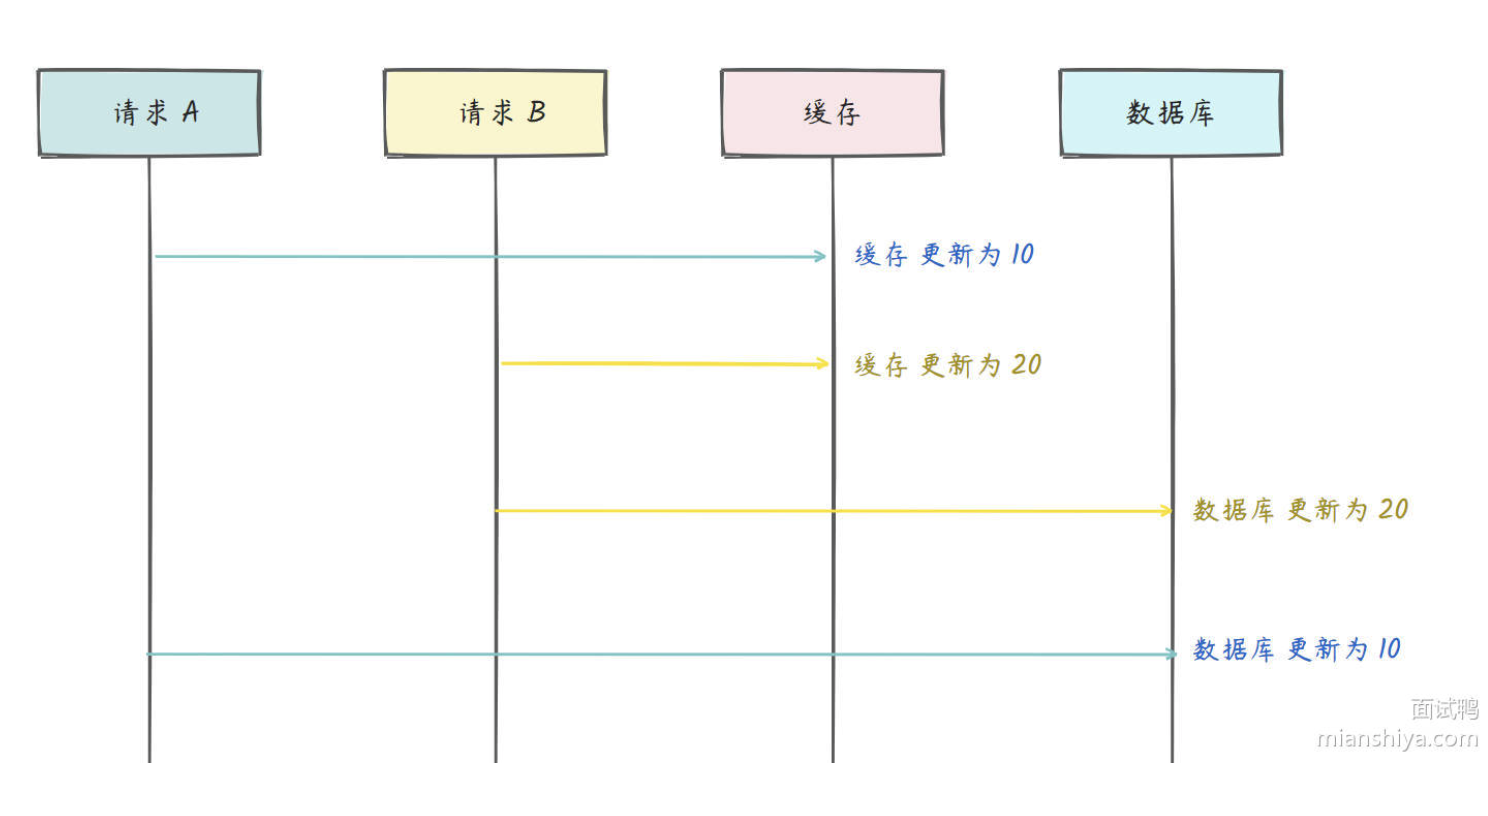 请求 A
请求 B
缓存
数据库
缓存 更新为 10
缓存 更新为 20
数据库 更新为 20
数据库 更新为 10
面试鸭
mianshiya.com